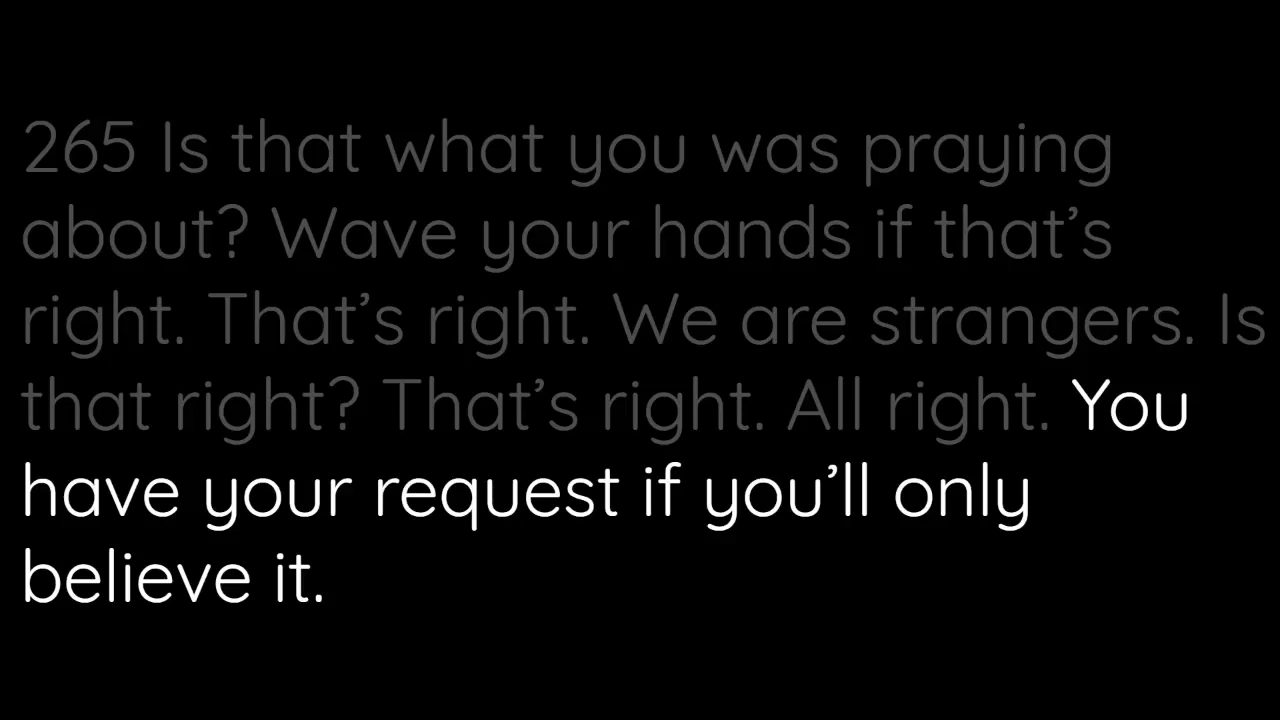 265 Is that what you was praying
about? Wave your hands if that’s
right. That’s right. We are strangers. Is
that right? That’s right. All right. You
have your request if you’ll only
believe it.